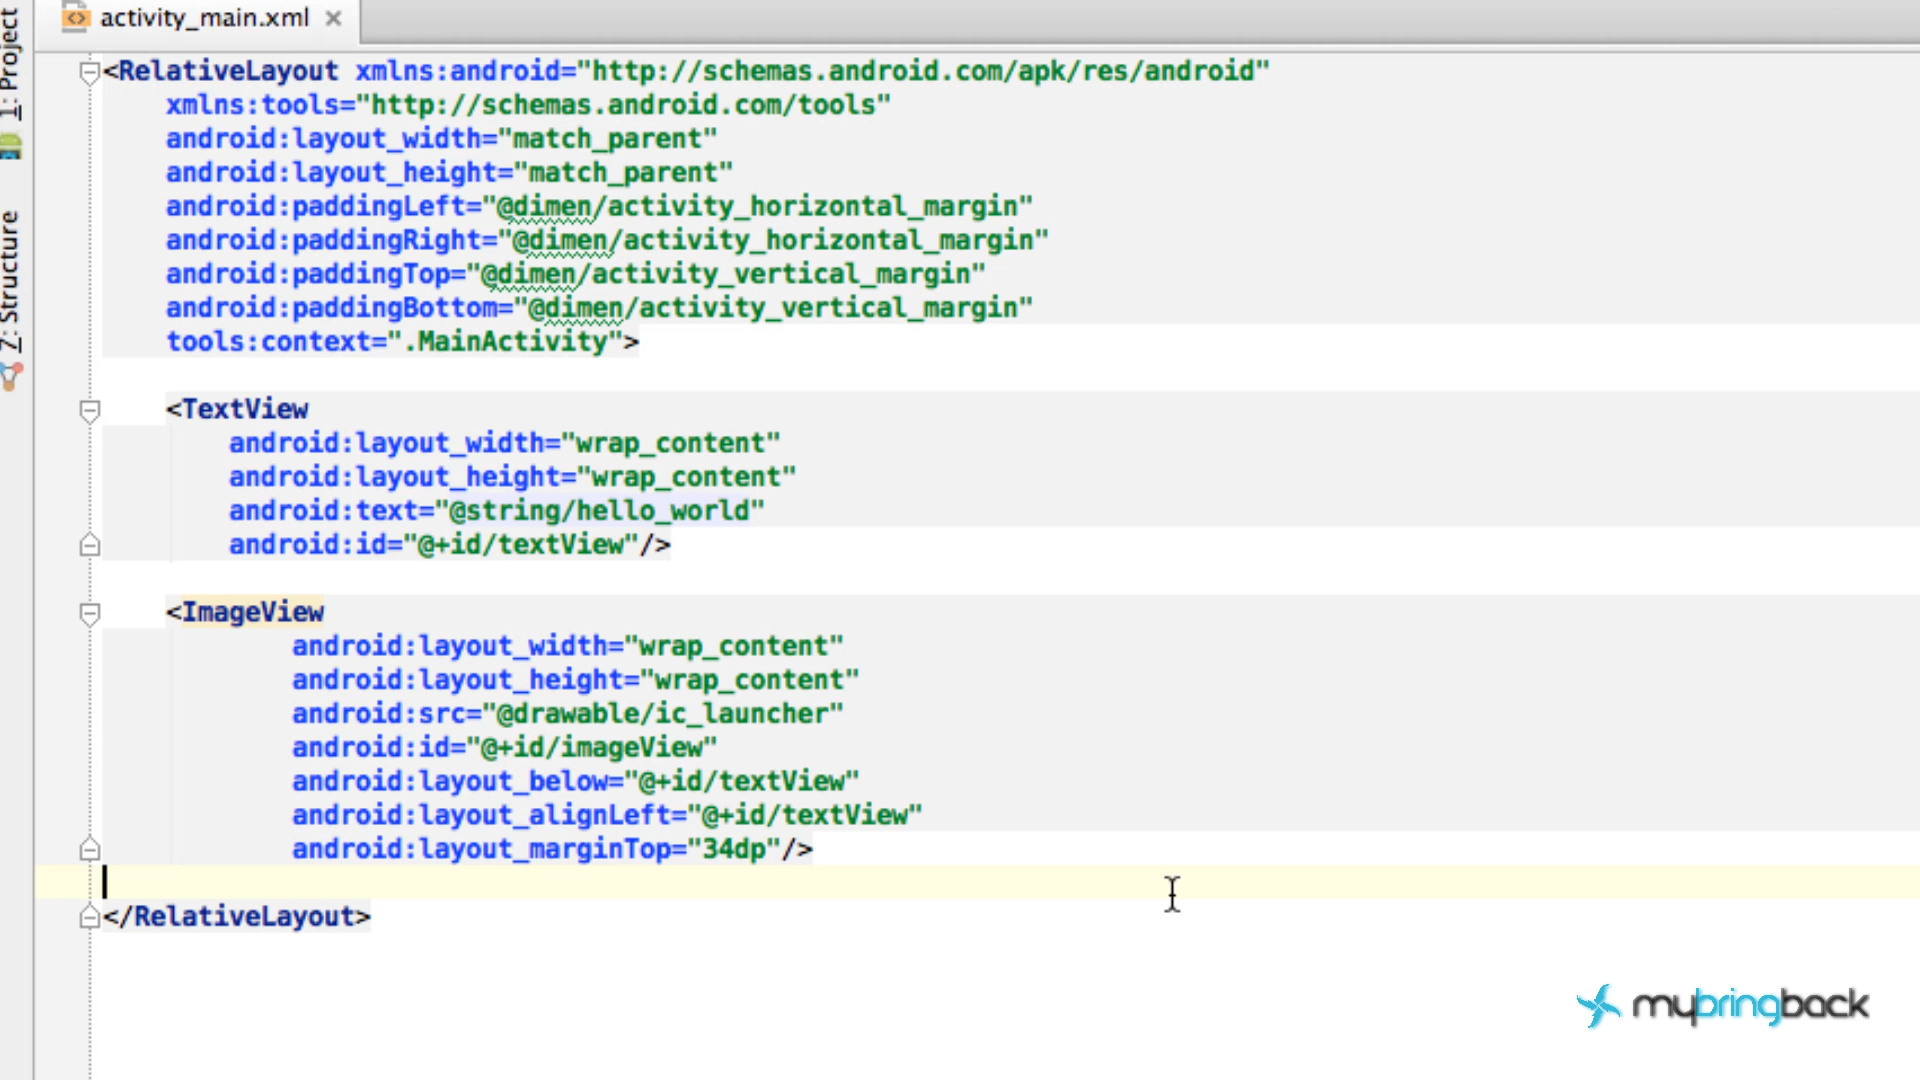 activity_main.xml
1: Project
7: Structure
<RelativeLayout xmlns:android="http://schemas.android.com/apk/res/android"
    xmlns:tools="http://schemas.android.com/tools"
    android:layout_width="match_parent"
    android:layout_height="match_parent"
    android:paddingLeft="@dimen/activity_horizontal_margin"
    android:paddingRight="@dimen/activity_horizontal_margin"
    android:paddingTop="@dimen/activity_vertical_margin"
    android:paddingBottom="@dimen/activity_vertical_margin"
    tools:context=".MainActivity">
    <TextView
        android:layout_width="wrap_content"
        android:layout_height="wrap_content"
        android:text="@string/hello_world"
        android:id="@+id/textView"/>
    <ImageView
            android:layout_width="wrap_content"
            android:layout_height="wrap_content"
            android:src="@drawable/ic_launcher"
            android:id="@+id/imageView"
            android:layout_below="@+id/textView"
            android:layout_alignLeft="@+id/textView"
            android:layout_marginTop="34dp"/>
</RelativeLayout>
mybringback